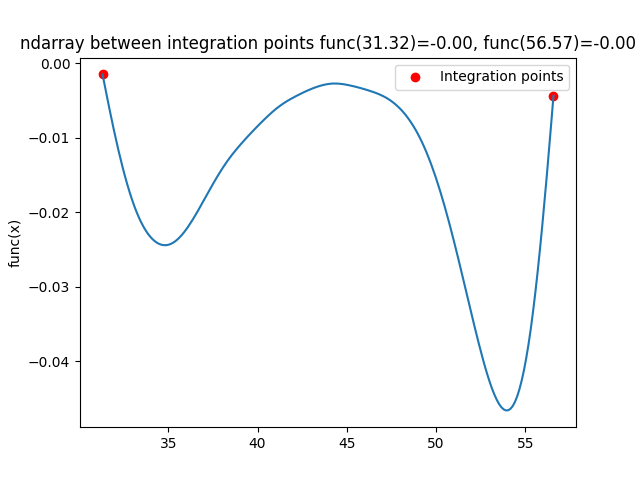 ndarray between integration points func(31.32)=-0.00, func(56.57)=-0.00
Integration points
func(x)
0.00
−0.01
−0.02
−0.03
−0.04
35 40 45 50 55